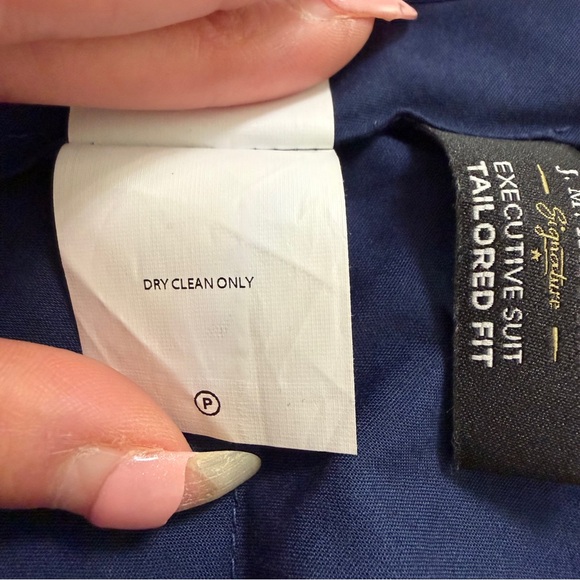 DRY CLEAN ONLY
P
Signature
EXECUTIVE SUIT
TAILORED FIT